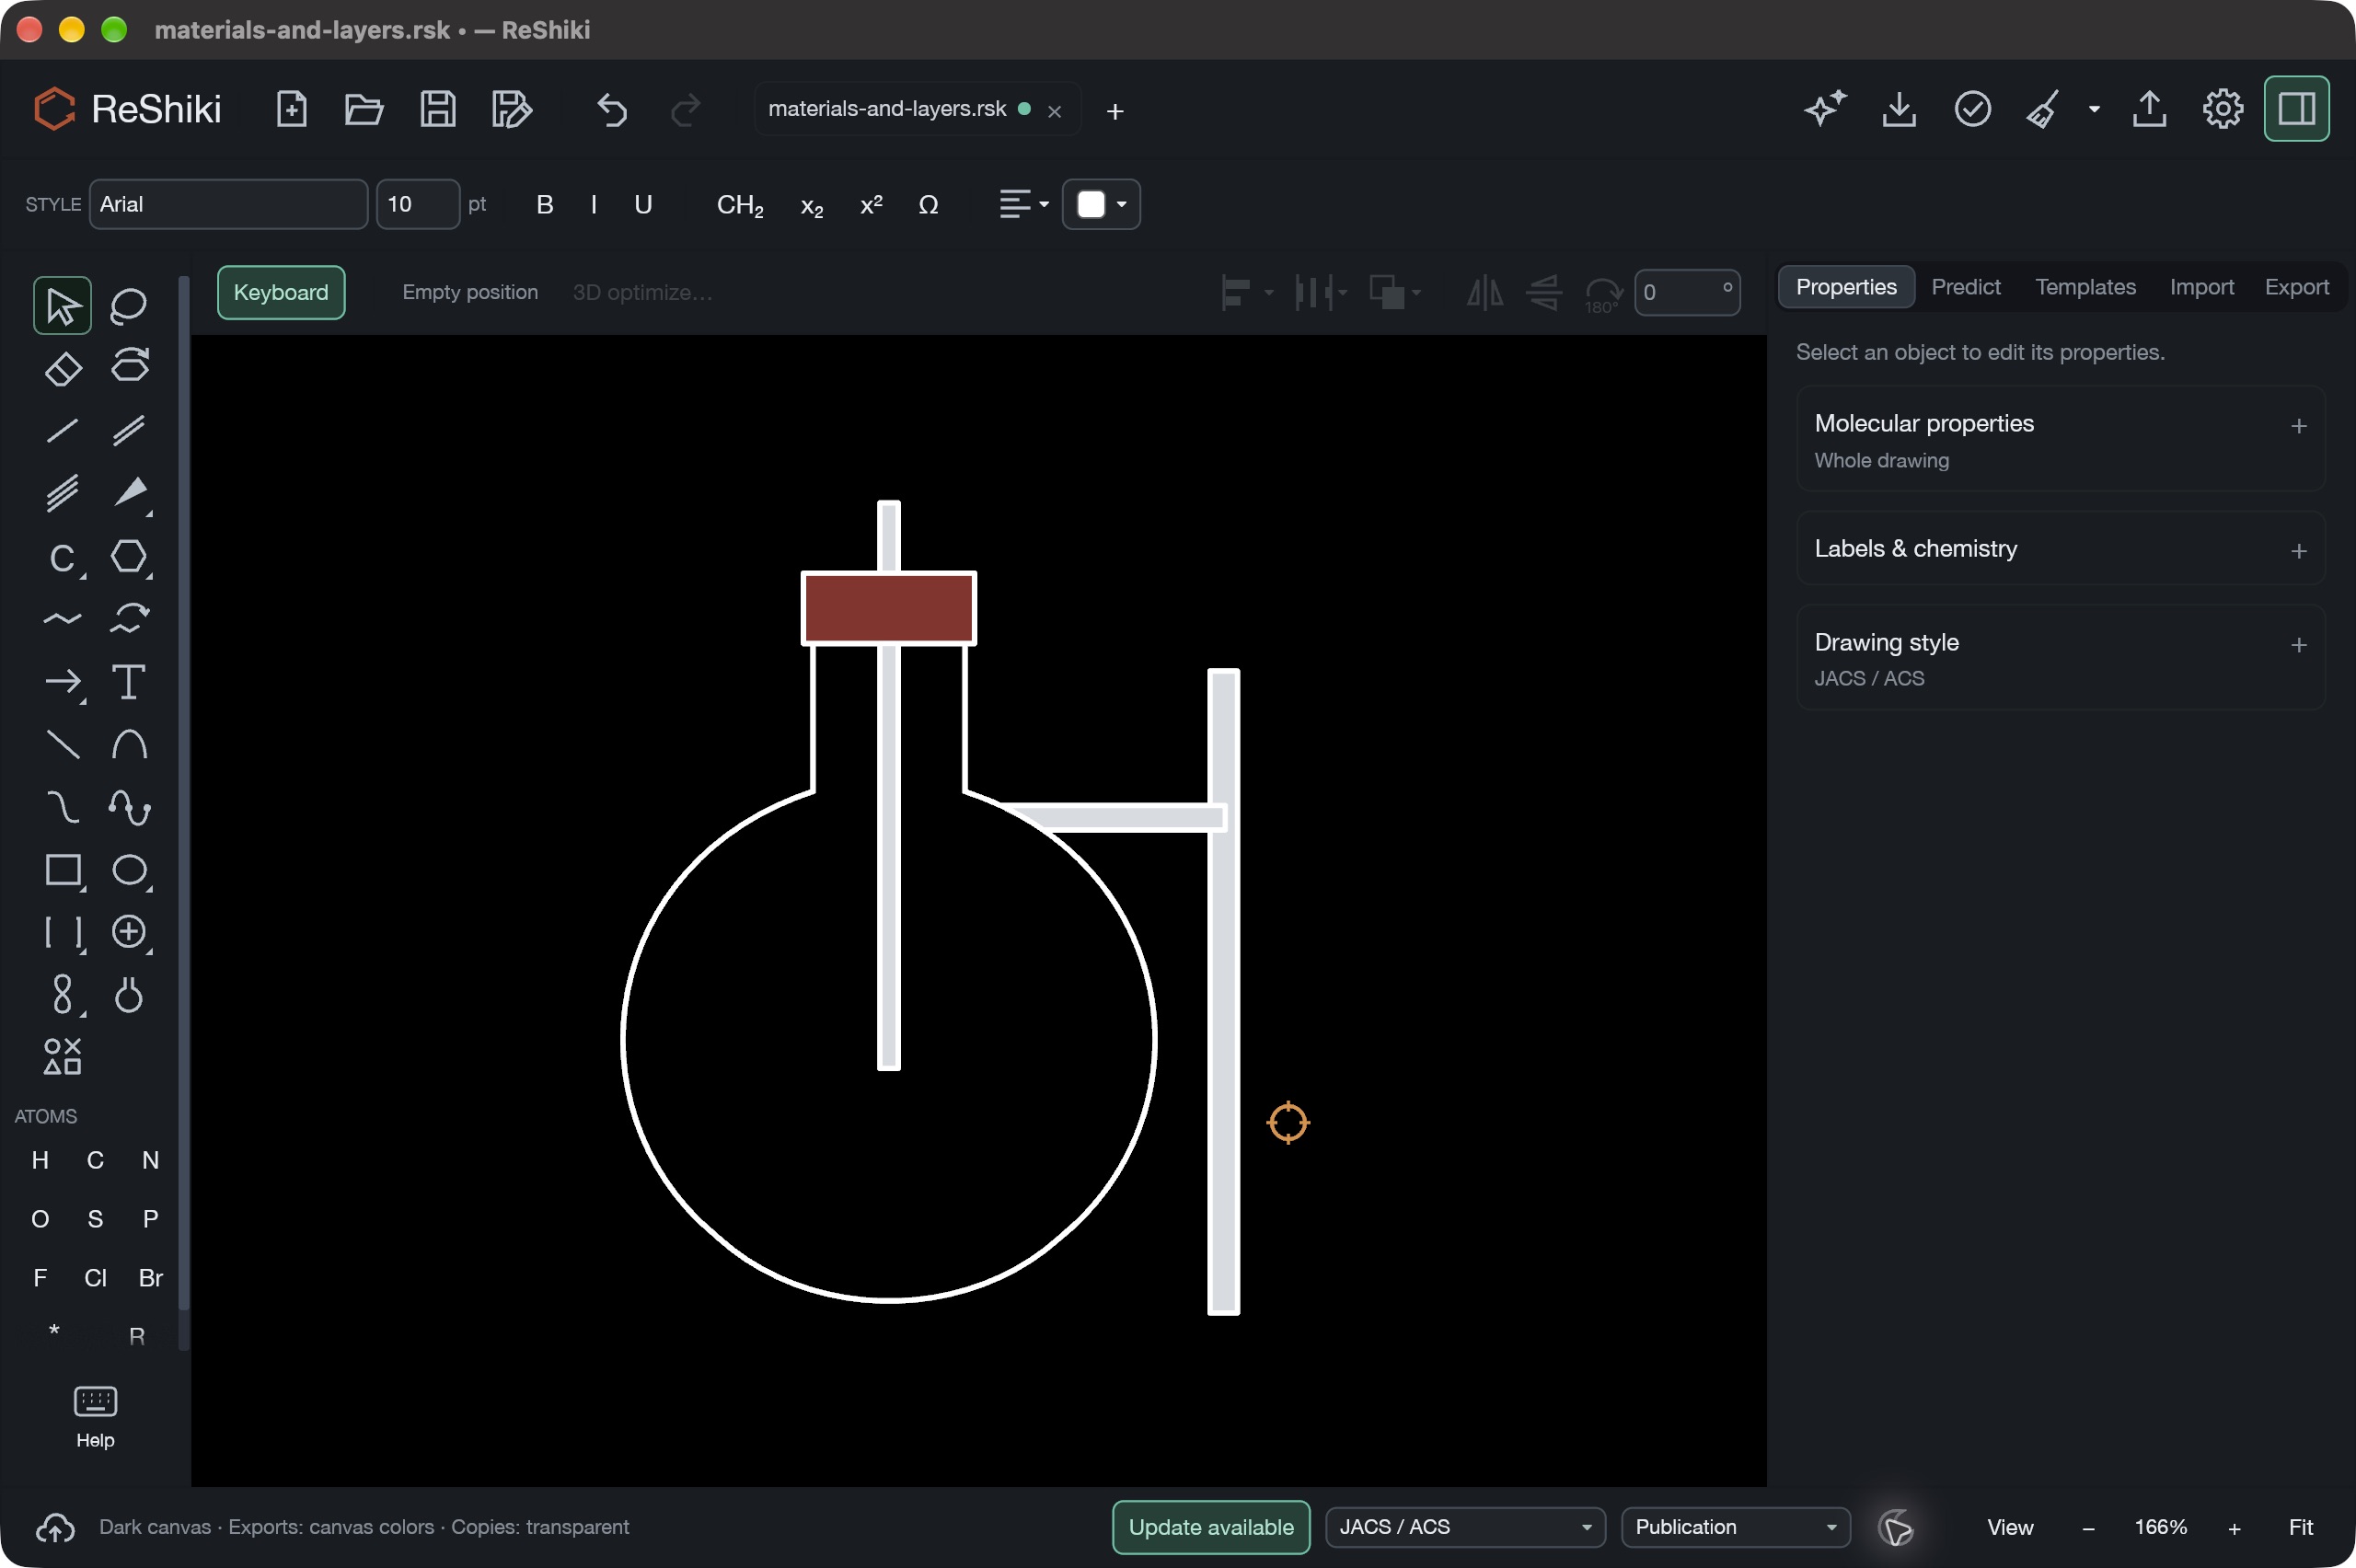 materials-and-layers.rsk • — ReShiki
ReShiki
materials-and-layers.rsk
STYLE Arial 10 pt B I U CH₂ x₂ x² Ω
Keyboard Empty position 3D optimize... 180° 0 °
Properties Predict Templates Import Export
Select an object to edit its properties.
Molecular properties
Whole drawing
Labels & chemistry
Drawing style
JACS / ACS
C
T
ATOMS
H C N
O S P
F Cl Br
* R
Help
Dark canvas · Exports: canvas colors · Copies: transparent
Update available JACS / ACS Publication View − 166% + Fit